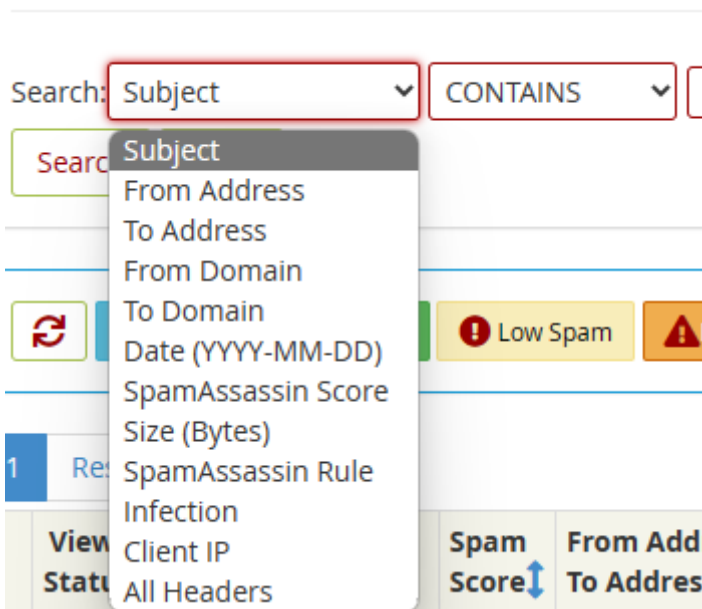 Search: Subject CONTAINS
Subject
From Address
To Address
From Domain
To Domain
Date (YYYY-MM-DD)
SpamAssassin Score
Size (Bytes)
SpamAssassin Rule
Infection
Client IP
All Headers
Low Spam
1
View
Spam
Score
From Add
To Addres